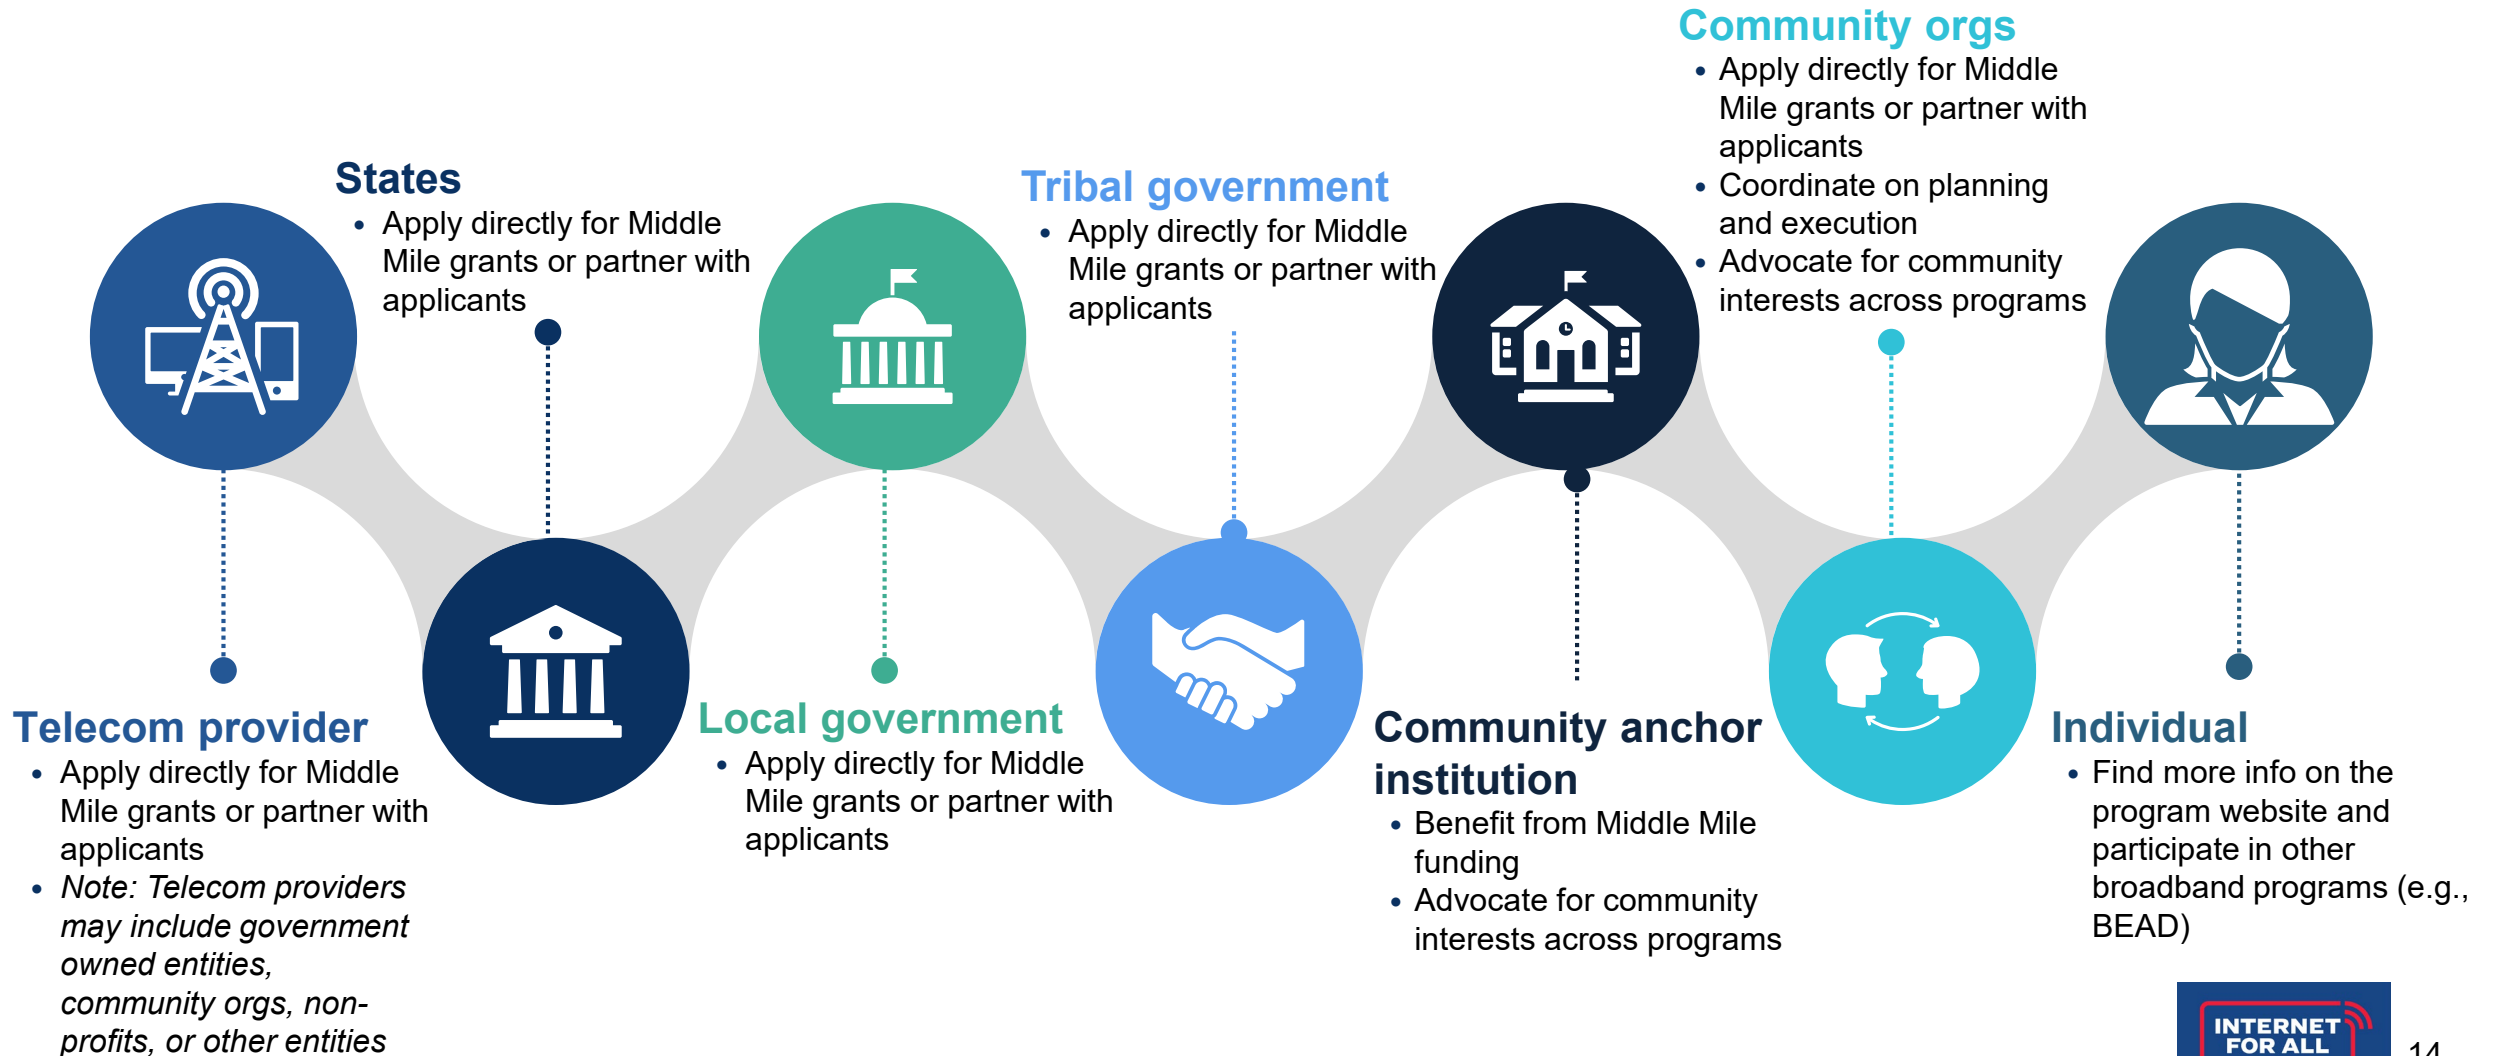 Telecom provider
• Apply directly for Middle
Mile grants or partner with
applicants
• Note: Telecom providers
may include government
owned entities,
community orgs, non-
profits, or other entities
States
• Apply directly for Middle
Mile grants or partner with
applicants
Local government
• Apply directly for Middle
Mile grants or partner with
applicants
Tribal government
• Apply directly for Middle
Mile grants or partner with
applicants
Community anchor
institution
• Benefit from Middle Mile
funding
• Advocate for community
interests across programs
Community orgs
• Apply directly for Middle
Mile grants or partner with
applicants
• Coordinate on planning
and execution
• Advocate for community
interests across programs
Individual
• Find more info on the
program website and
participate in other
broadband programs (e.g.,
BEAD)
INTERNET
FOR ALL
14